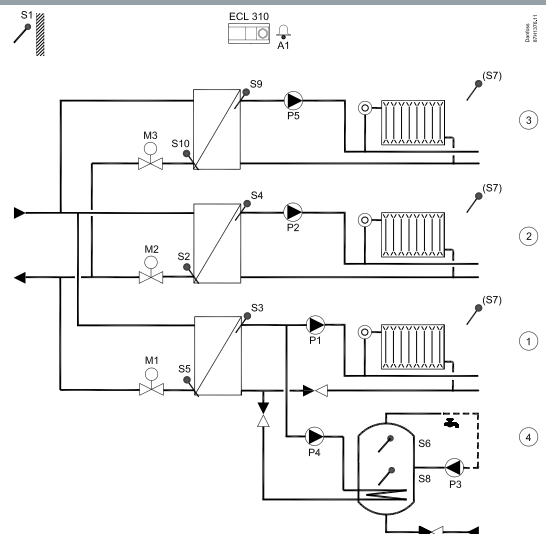 S1
ECL 310
A1
Danfoss
87H1378.11
S9
(S7)
P5
3
M3
S10
S4
(S7)
P2
2
M2
S2
S3
(S7)
P1
1
M1
S5
S6
4
P4
S8
P3